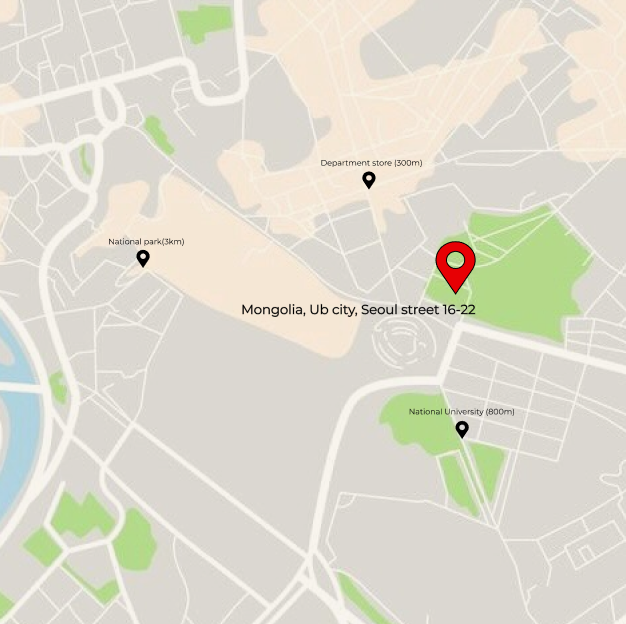 Department store (300m)
National park(3km)
Mongolia, Ub city, Seoul street 16-22
National University (800m)